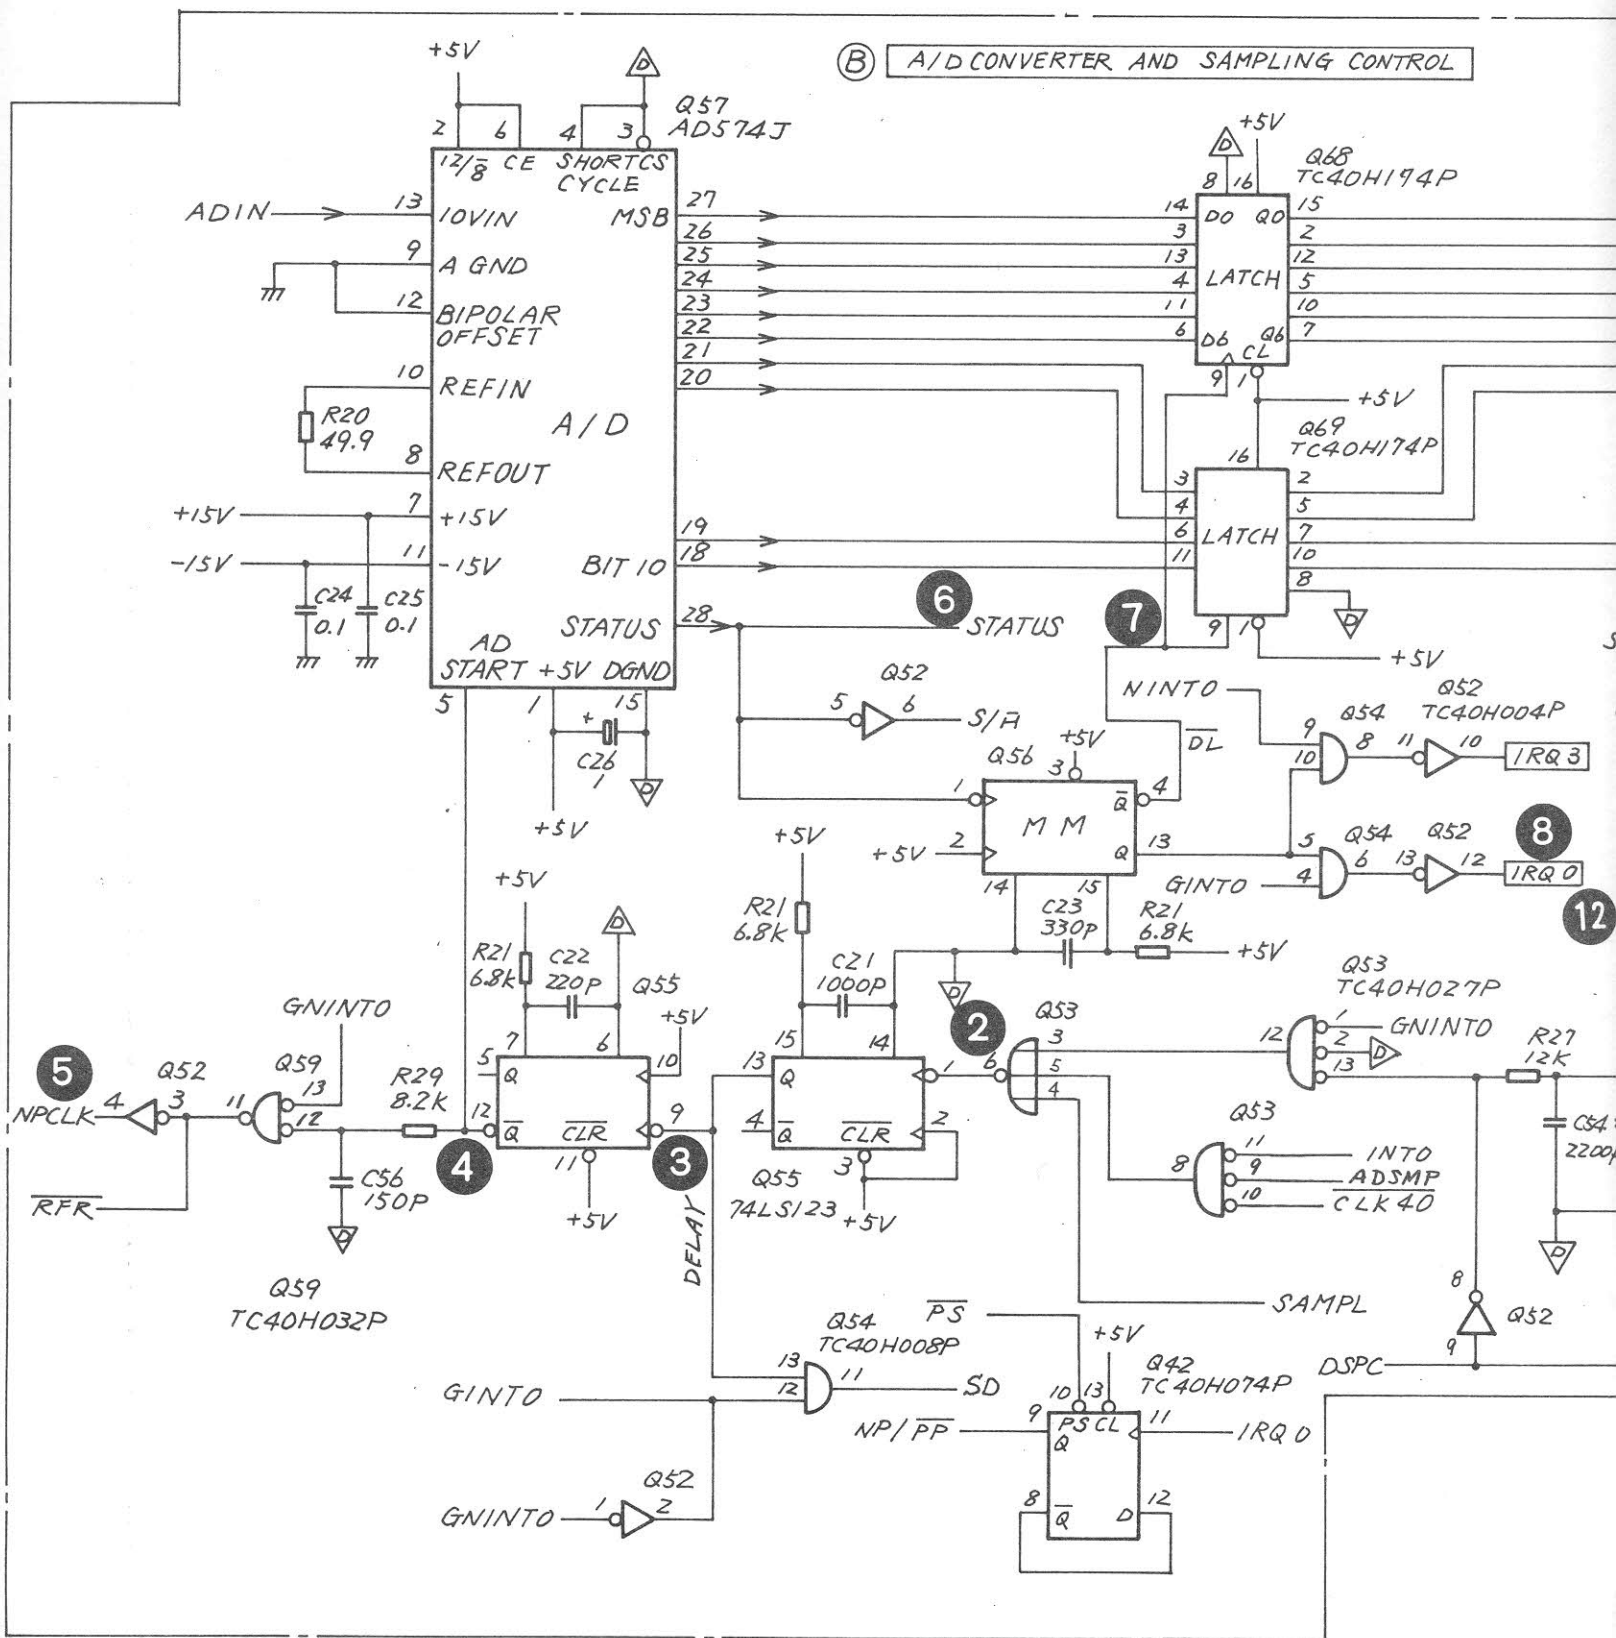 Ⓑ A/D CONVERTER AND SAMPLING CONTROL
+5V
D
Q57
AD574J
2 6 4 3
12/8̅ CE SHORT CS
CYCLE
ADIN 13 10VIN MSB 27
26
9 A GND 25
24
12 BIPOLAR 23
OFFSET 22
21
10 REFIN 20
R20
49.9
A/D
8 REFOUT
+15V 7 +15V
19
-15V 11 -15V BIT 10 18
C24
0.1
C25
0.1
STATUS 28
AD
START +5V DGND
5 1 15
+
C26
1
D
+5V
D +5V
Q68
TC40H174P
8 16
14 D0 Q0 15
3 2
13 12
4 LATCH 5
11 10
6 D6 Q6 7
CL
9 1
+5V
Q69
TC40H174P
16
3 2
4 5
6 LATCH 7
11 10
8
D
9 1
+5V
6 STATUS
7
Q52
5 6 S/H̅
D̅L̅
NINTO
Q54
9
10 8
Q52
TC40H004P
11 10 IRQ 3
Q56
+5V
3
1 Q̅ 4
MM
+5V 2 Q 13
14 15
5 Q54
4 6
GINTO
Q52
13 12 IRQ 0
8
12
C23
330P
R21
6.8K
+5V
D
+5V
R21
6.8K
C21
1000P
+5V
R21
6.8K
C22
220P
D
Q55
+5V
7 6
5 Q 10
12 Q̅ C̅L̅R̅ 9
11
+5V
3
4
DELAY
15 14
13 Q 1
4 Q̅ C̅L̅R̅ 2
3
Q55
74LS123
+5V
2
Q53
6 3
5
4
Q53
TC40H027P
12 1 GNINTO
2 D
13
R27
12K
C54
D
Q53
8 11 INTO
9 ADSMP
10 C̅L̅K̅ ̅4̅0̅
SAMPL
8
Q52
9
DSPC
GNINTO
5
NPCLK 4 Q52 3
Q59
11 13
12
R29
8.2K
C56
150P
D
R̅F̅R̅
Q59
TC40H032P
Q54
TC40H008P
13
12 11 SD
GINTO
GNINTO 1 Q52 2
P̅S̅
+5V
Q42
TC40H074P
10 13
NP/P̅P̅ 9 PS CL 11 IRQ 0
Q
8 Q̅ D 12